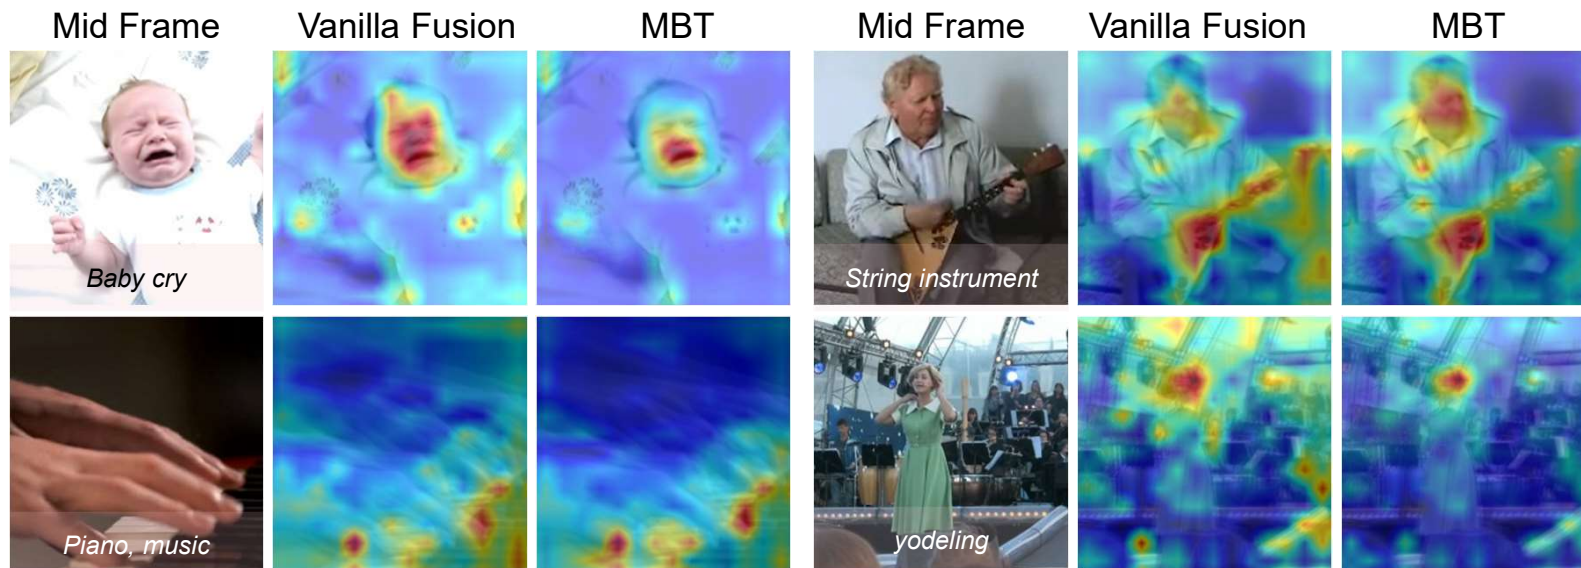 Mid Frame Vanilla Fusion MBT Mid Frame Vanilla Fusion MBT
Baby cry
String instrument
Piano, music
yodeling